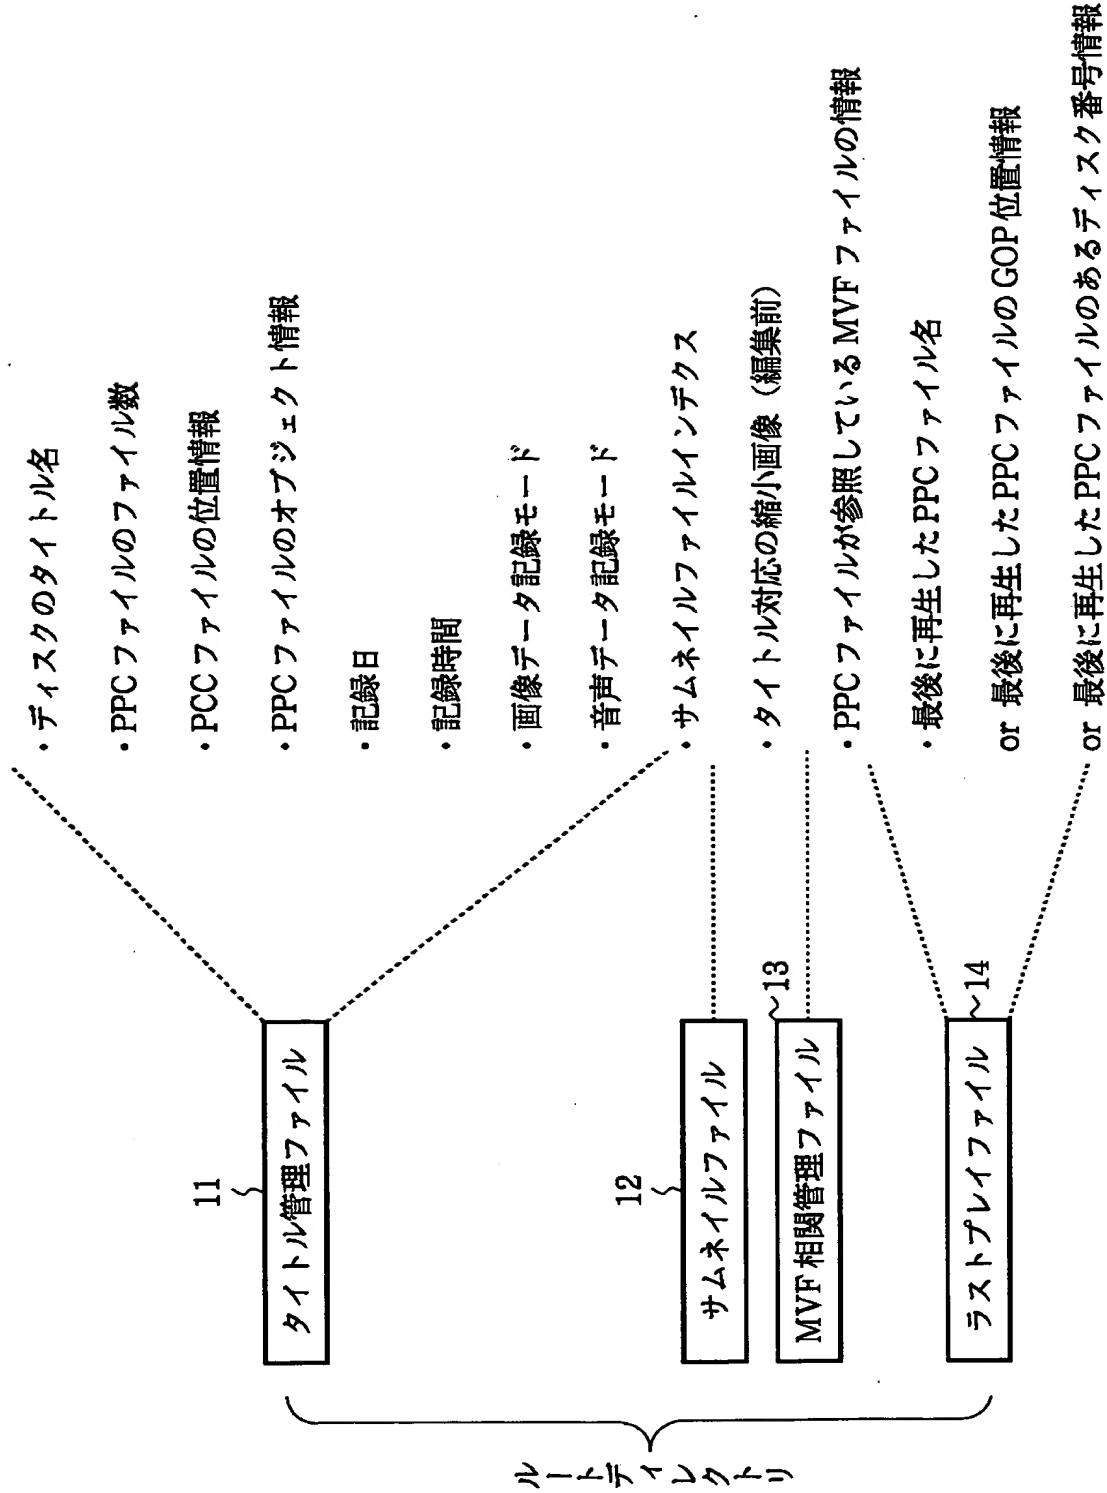 ルートディレクトリ
11
タイトル管理ファイル
・ディスクのタイトル名
・PPCファイルのファイル数
・PCCファイルの位置情報
・PPCファイルのオブジェクト情報
・記録日
・記録時間
・画像データ記録モード
・音声データ記録モード
・サムネイルファイルインデクス
12
サムネイルファイル
・タイトル対応の縮小画像（編集前）
13
MVF相関管理ファイル
・PPCファイルが参照しているMVFファイルの情報
14
ラストプレイファイル
・最後に再生したPPCファイル名
or 最後に再生したPPCファイルのGOP位置情報
or 最後に再生したPPCファイルのあるディスク番号情報